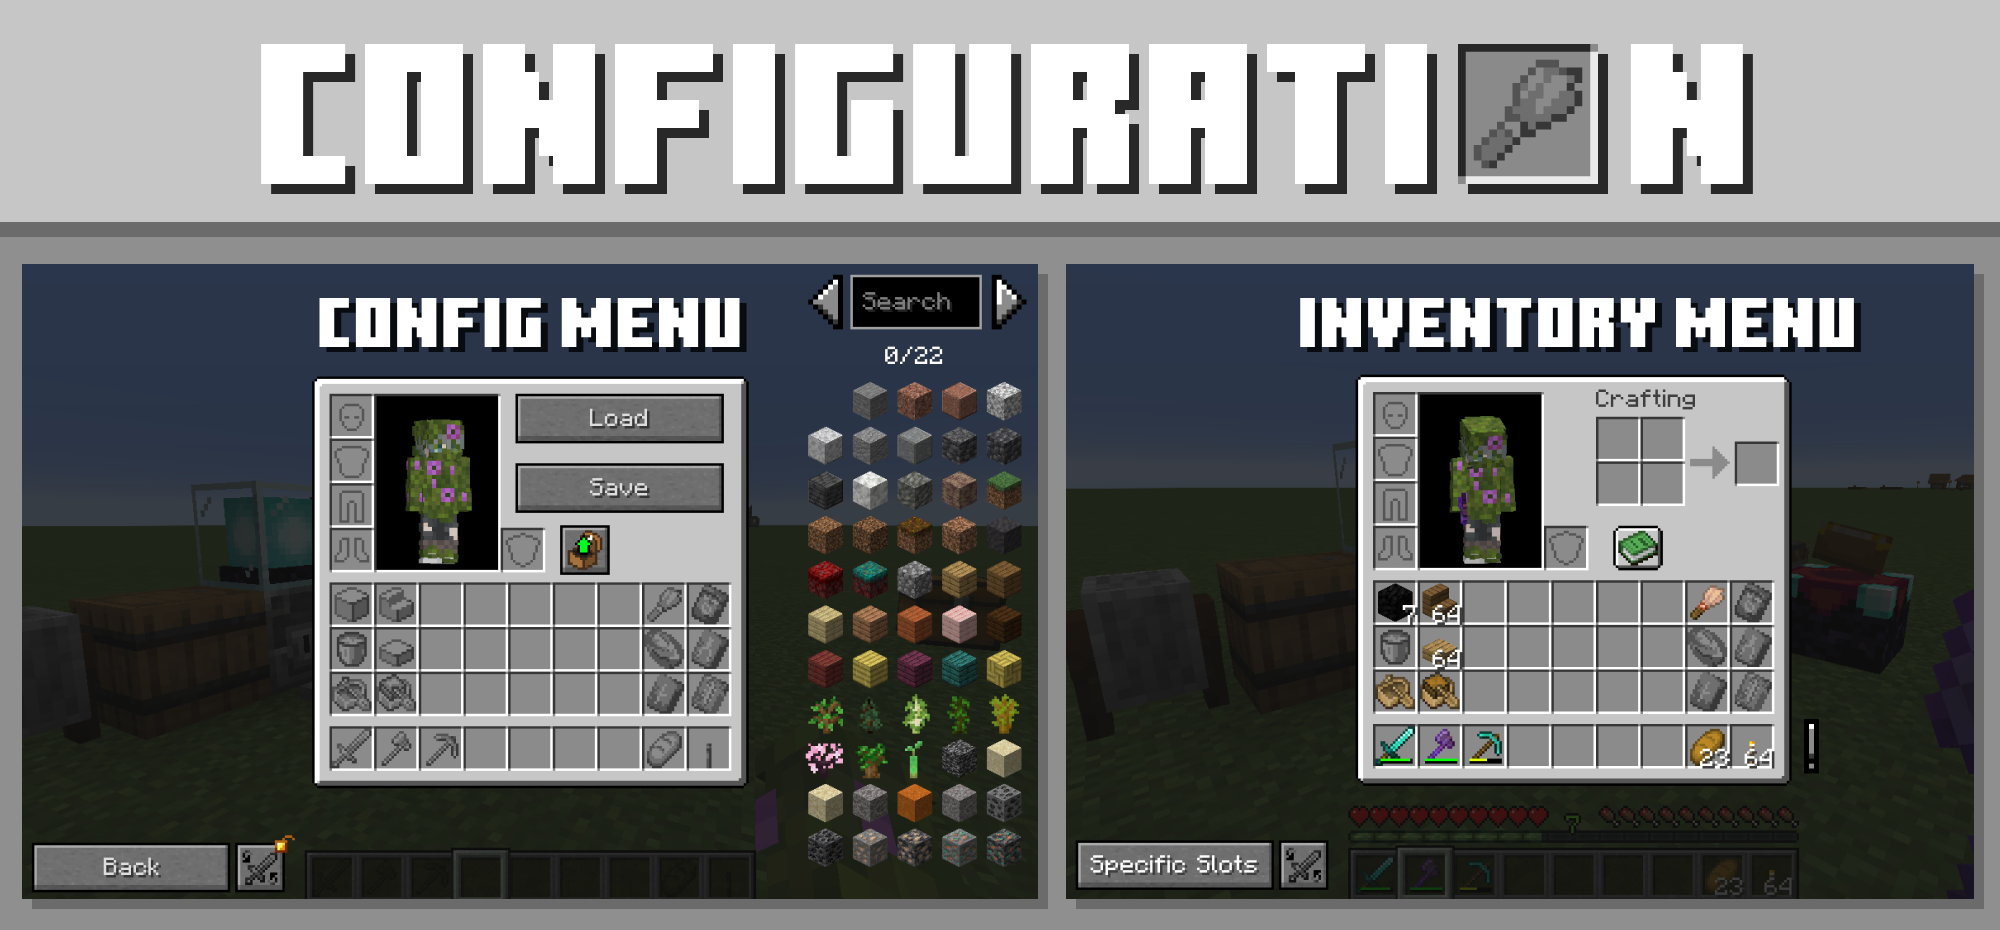 CONFIGURATI N
CONFIG MENU
Search
0/22
Load
Save
Back
INVENTORY MENU
Crafting
7 64
64
23 64
7
Specific Slots
23 64